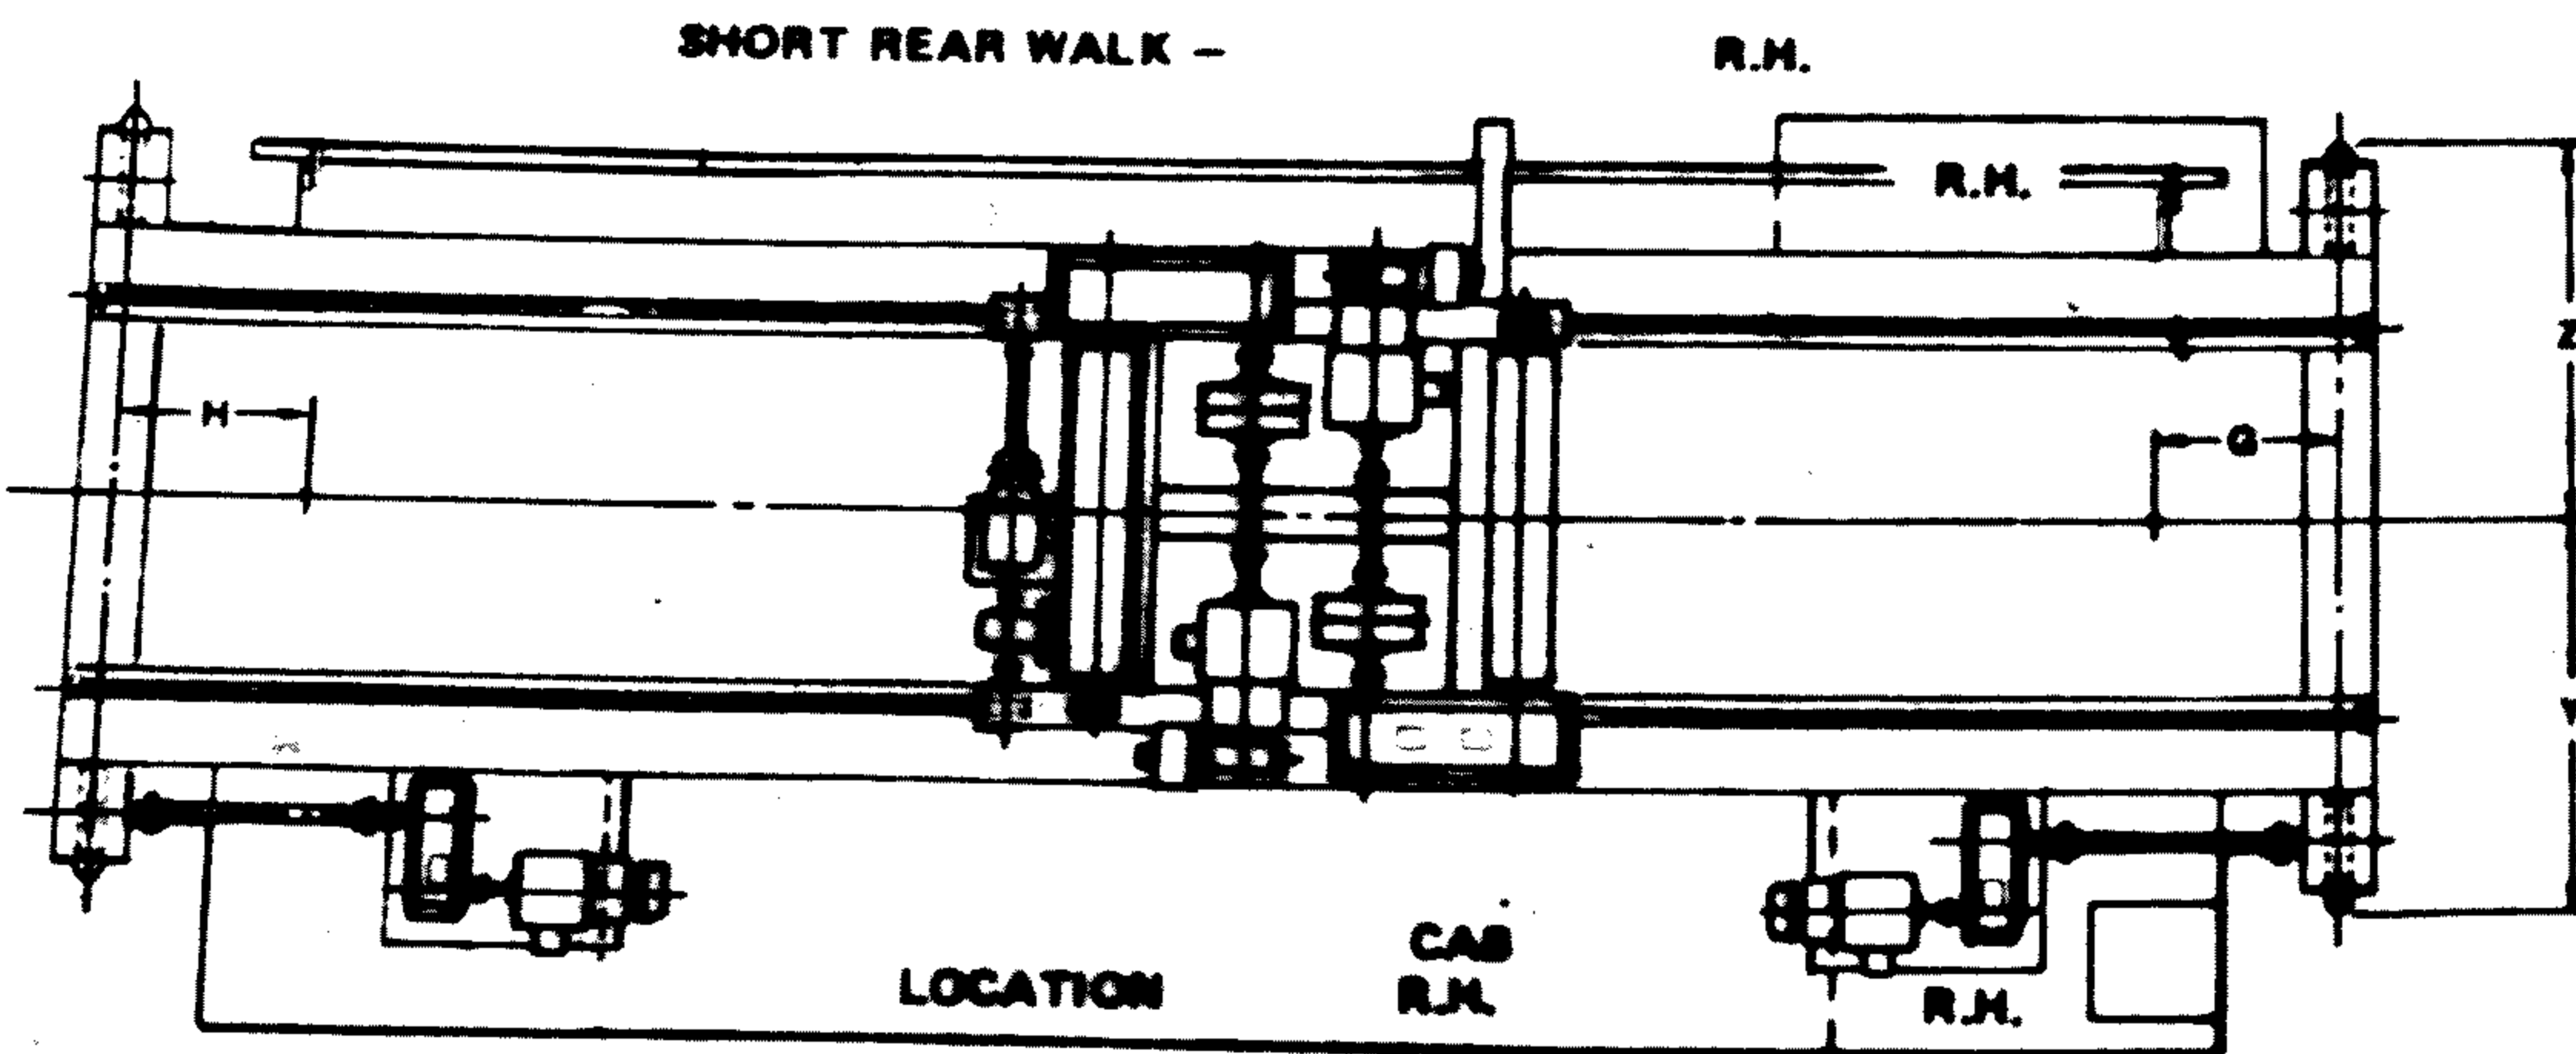 SHORT REAR WALK – R.H.
R.H.
H
G
Z
CAB
LOCATION R.H.
R.H.